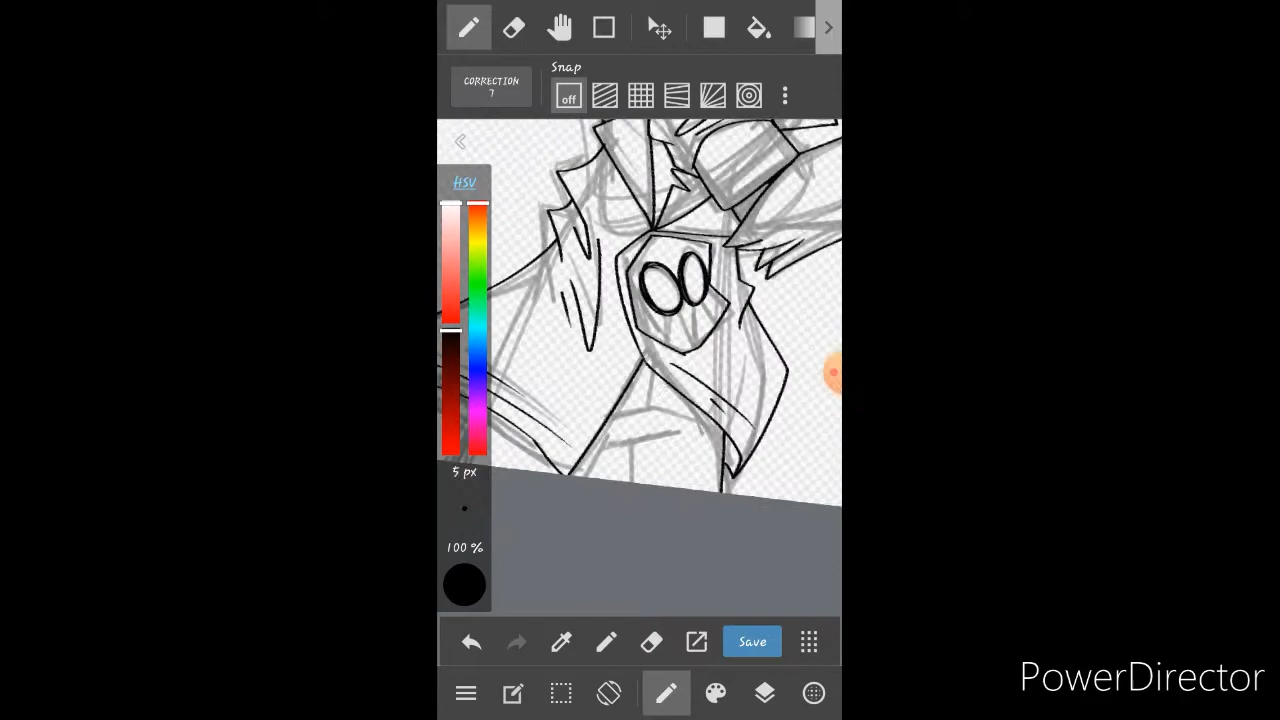 Snap
CORRECTION
7
off
HSV
5 px
100 %
Save
PowerDirector